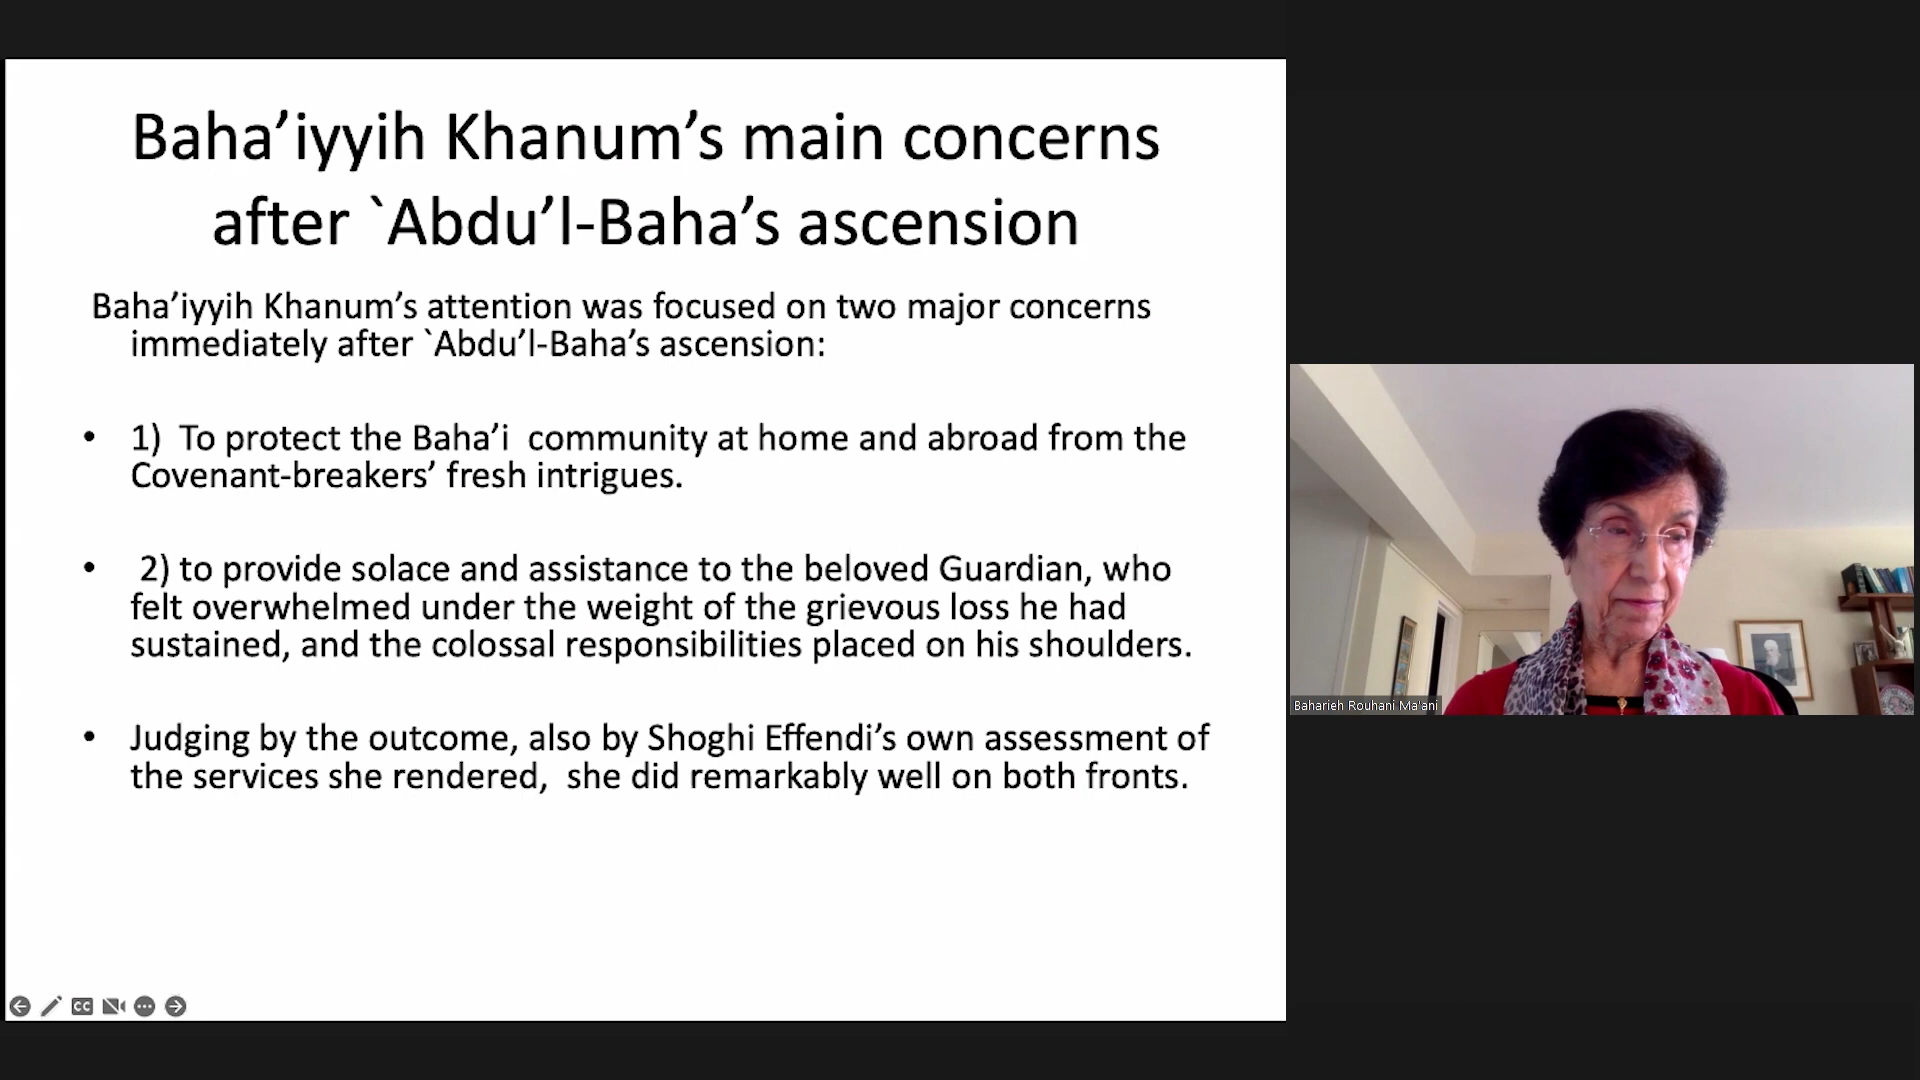 Baha’iyyih Khanum’s main concerns
after `Abdu’l-Baha’s ascension
Baha’iyyih Khanum’s attention was focused on two major concerns
immediately after `Abdu’l-Baha’s ascension:
• 1)  To protect the Baha’i  community at home and abroad from the
Covenant-breakers’ fresh intrigues.
•  2) to provide solace and assistance to the beloved Guardian, who
felt overwhelmed under the weight of the grievous loss he had
sustained, and the colossal responsibilities placed on his shoulders.
• Judging by the outcome, also by Shoghi Effendi’s own assessment of
the services she rendered,  she did remarkably well on both fronts.
CC
Baharieh Rouhani Ma'ani